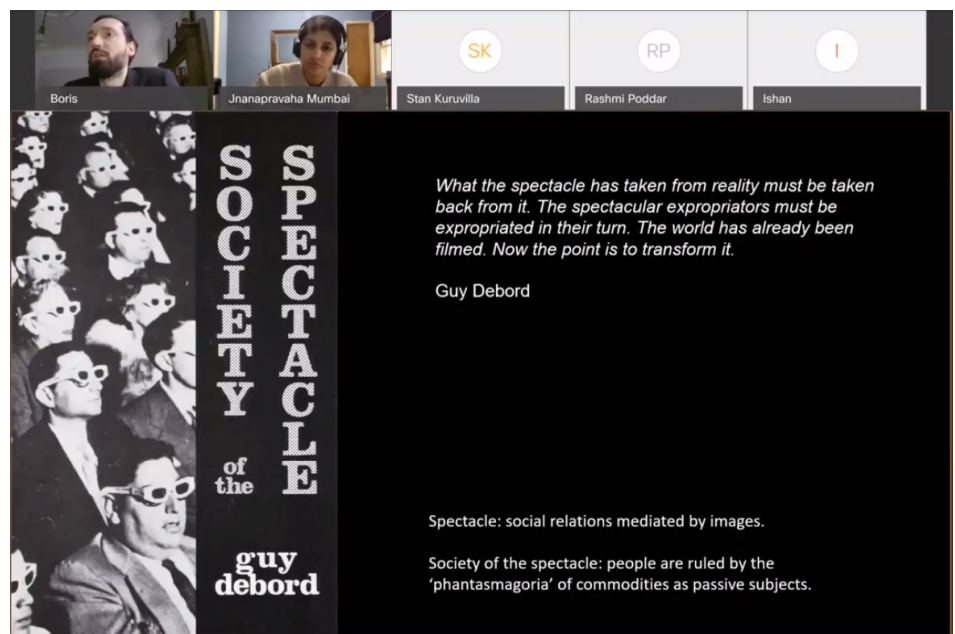 SK
RP
I
Boris
Jnanapravaha Mumbai
Stan Kuruvilla
Rashmi Poddar
Ishan
SOCIETY
of
the
SPECTACLE
guy
debord
What the spectacle has taken from reality must be taken
back from it. The spectacular expropriators must be
expropriated in their turn. The world has already been
filmed. Now the point is to transform it.
Guy Debord
Spectacle: social relations mediated by images.
Society of the spectacle: people are ruled by the
‘phantasmagoria’ of commodities as passive subjects.